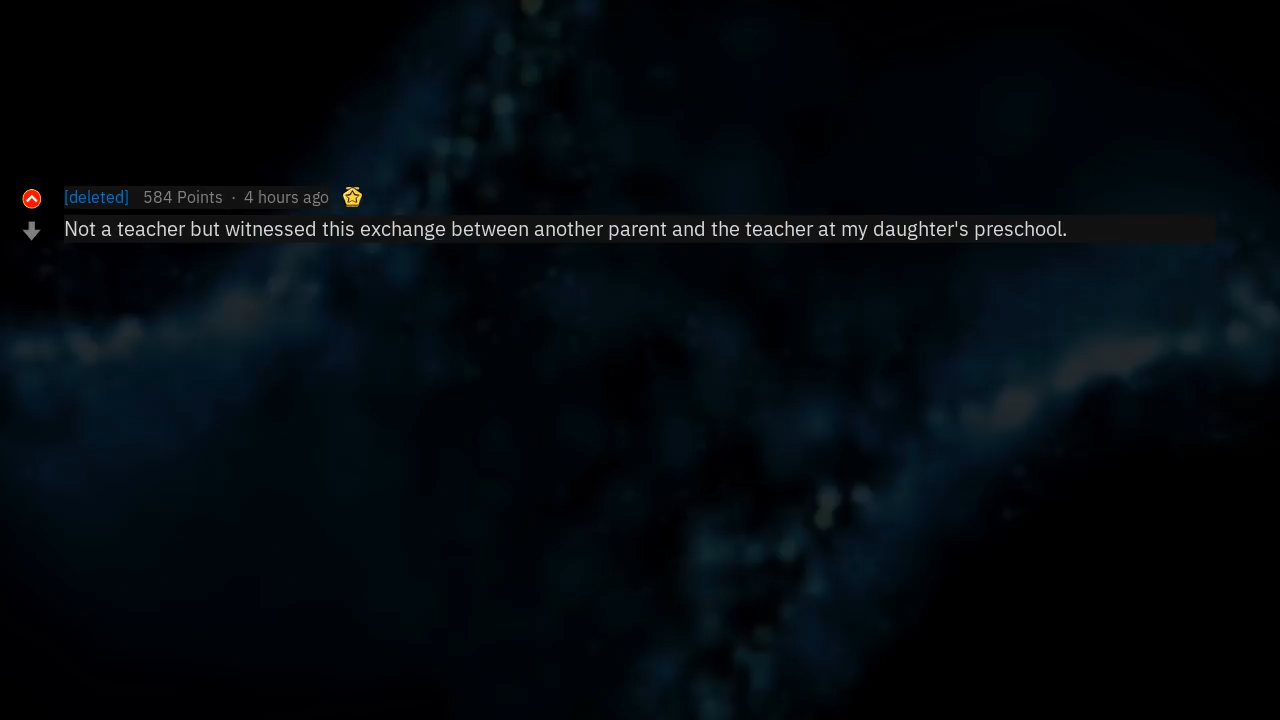 [deleted] 584 Points · 4 hours ago
Not a teacher but witnessed this exchange between another parent and the teacher at my daughter's preschool.